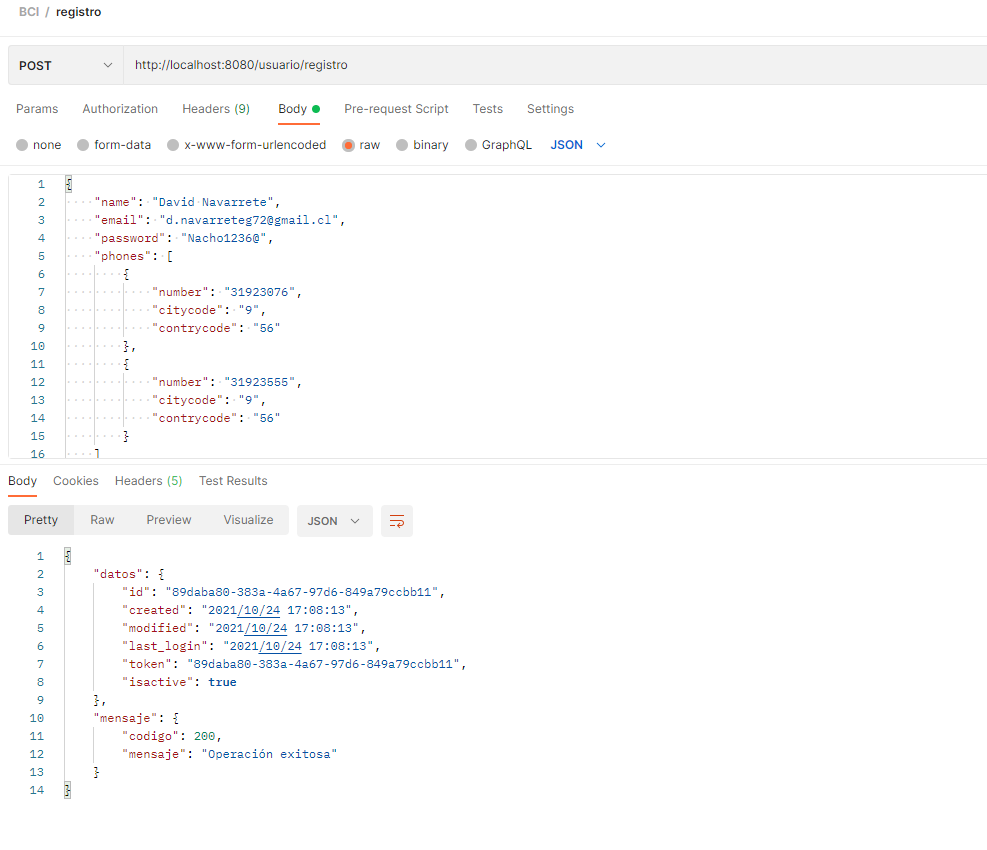 BCI / registro
POST http://localhost:8080/usuario/registro
Params Authorization Headers (9) Body Pre-request Script Tests Settings
none form-data x-www-form-urlencoded raw binary GraphQL JSON
1 {
2 "name": "David Navarrete",
3 "email": "d.navarreteg72@gmail.cl",
4 "password": "Nacho1236@",
5 "phones": [
6 {
7 "number": "31923076",
8 "citycode": "9",
9 "contrycode": "56"
10 },
11 {
12 "number": "31923555",
13 "citycode": "9",
14 "contrycode": "56"
15 }
16 ]
Body Cookies Headers (5) Test Results
Pretty Raw Preview Visualize JSON
1 {
2 "datos": {
3 "id": "89daba80-383a-4a67-97d6-849a79ccbb11",
4 "created": "2021/10/24 17:08:13",
5 "modified": "2021/10/24 17:08:13",
6 "last_login": "2021/10/24 17:08:13",
7 "token": "89daba80-383a-4a67-97d6-849a79ccbb11",
8 "isactive": true
9 },
10 "mensaje": {
11 "codigo": 200,
12 "mensaje": "Operación exitosa"
13 }
14 }